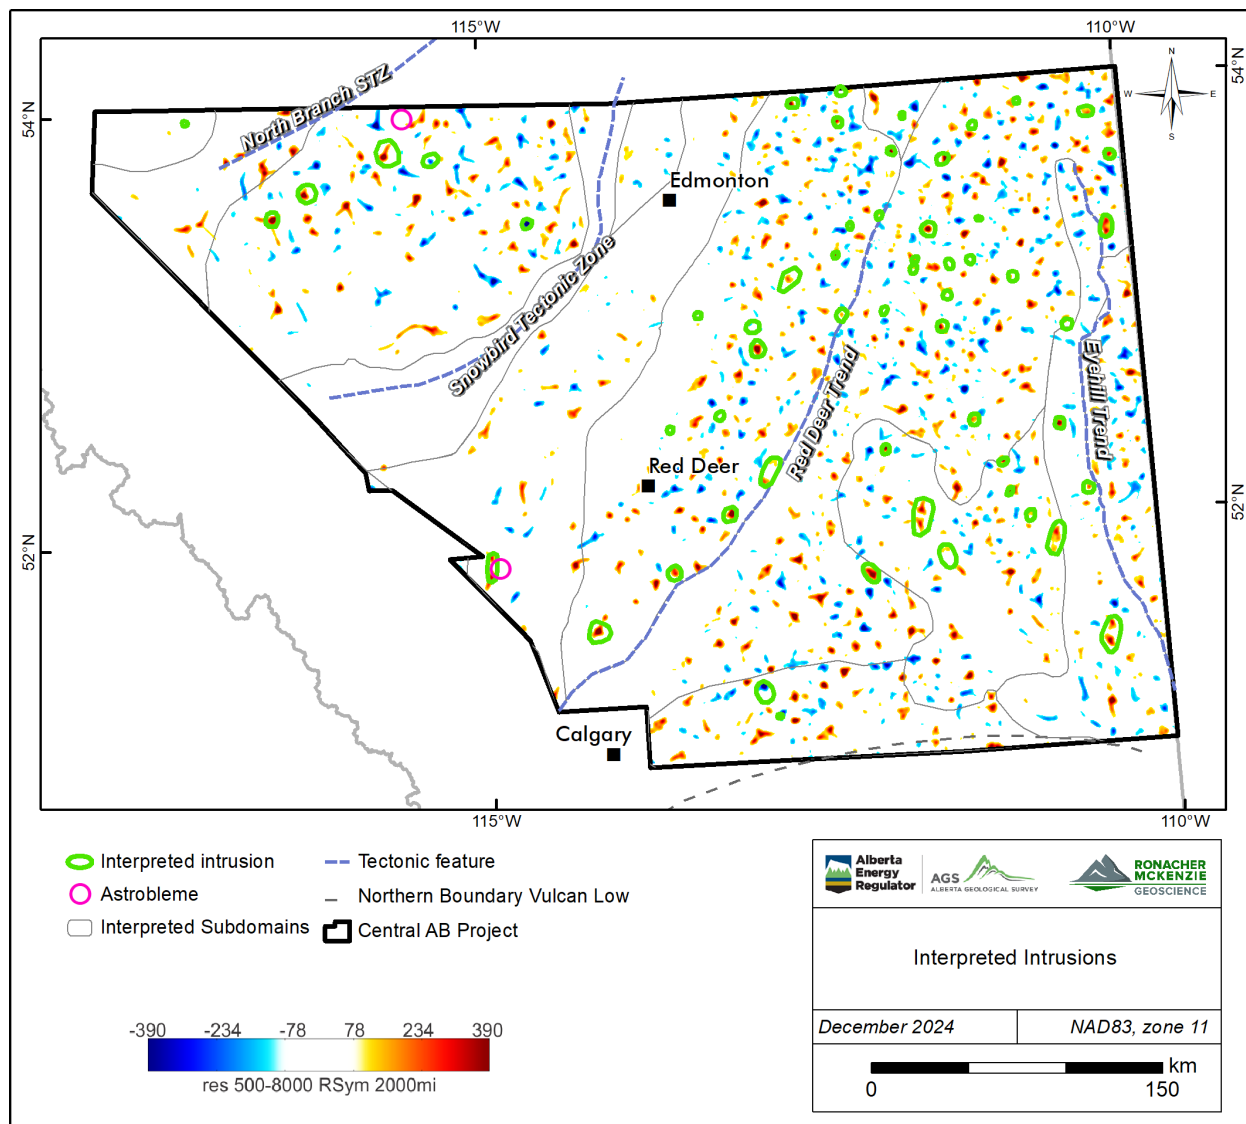 115°W
110°W
54°N
54°N
N
W
E
S
North Branch STZ
Edmonton
Snowbird Tectonic Zone
Red Deer Trend
Eyehill Trend
Red Deer
52°N
52°N
Calgary
115°W
110°W
Interpreted intrusion
Astrobleme
Interpreted Subdomains
Tectonic feature
Northern Boundary Vulcan Low
Central AB Project
-390 -234 -78 78 234 390
res 500-8000 RSym 2000mi
Alberta
Energy
Regulator
AGS
ALBERTA GEOLOGICAL SURVEY
RONACHER
MCKENZIE
GEOSCIENCE
Interpreted Intrusions
December 2024
NAD83, zone 11
km
0 150